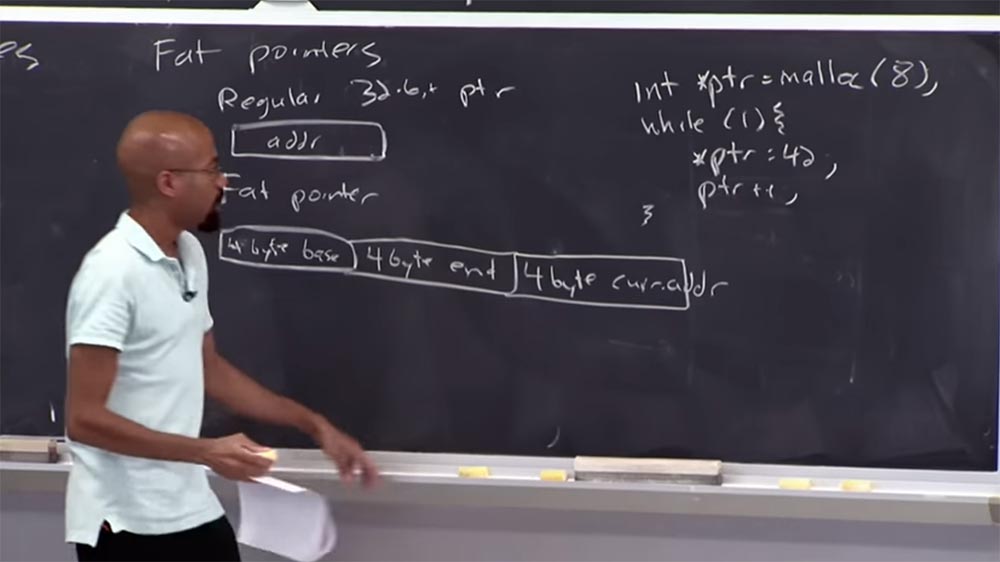 es
Fat pointers
Regular 32-bit ptr
addr
Fat pointer
4 byte base 4 byte end 4 byte curr.addr
int *ptr = malloc(8);
while (1){
*ptr = 42;
ptr++;
}